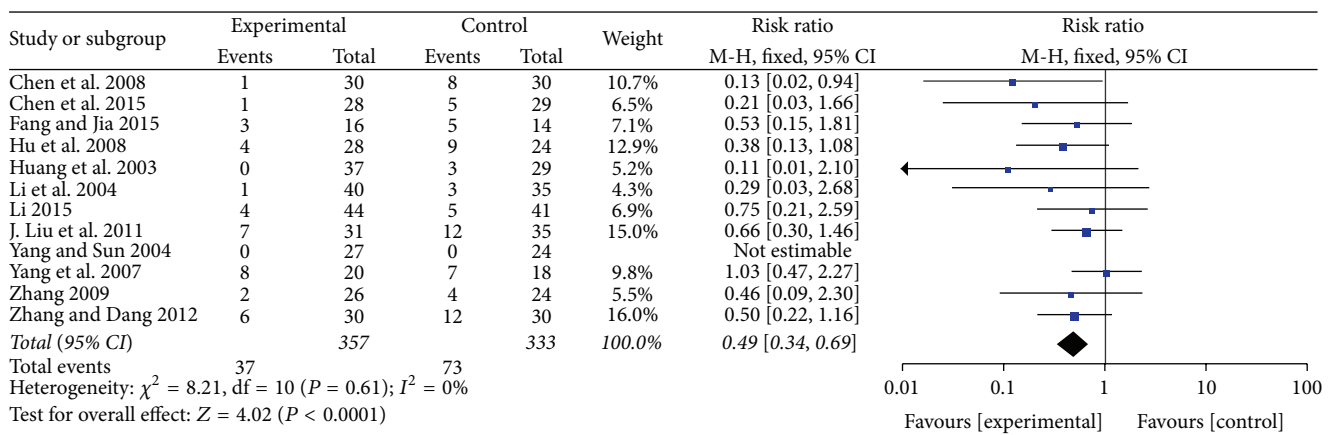 Study or subgroup Experimental Control Weight Risk ratio Risk ratio
Events Total Events Total M-H, fixed, 95% CI M-H, fixed, 95% CI
Chen et al. 2008 1 30 8 30 10.7% 0.13 [0.02, 0.94]
Chen et al. 2015 1 28 5 29 6.5% 0.21 [0.03, 1.66]
Fang and Jia 2015 3 16 5 14 7.1% 0.53 [0.15, 1.81]
Hu et al. 2008 4 28 9 24 12.9% 0.38 [0.13, 1.08]
Huang et al. 2003 0 37 3 29 5.2% 0.11 [0.01, 2.10]
Li et al. 2004 1 40 3 35 4.3% 0.29 [0.03, 2.68]
Li 2015 4 44 5 41 6.9% 0.75 [0.21, 2.59]
J. Liu et al. 2011 7 31 12 35 15.0% 0.66 [0.30, 1.46]
Yang and Sun 2004 0 27 0 24 Not estimable
Yang et al. 2007 8 20 7 18 9.8% 1.03 [0.47, 2.27]
Zhang 2009 2 26 4 24 5.5% 0.46 [0.09, 2.30]
Zhang and Dang 2012 6 30 12 30 16.0% 0.50 [0.22, 1.16]
Total (95% CI) 357 333 100.0% 0.49 [0.34, 0.69]
Total events 37 73
Heterogeneity: χ² = 8.21, df = 10 (P = 0.61); I² = 0%
Test for overall effect: Z = 4.02 (P < 0.0001)
0.01 0.1 1 10 100
Favours [experimental] Favours [control]